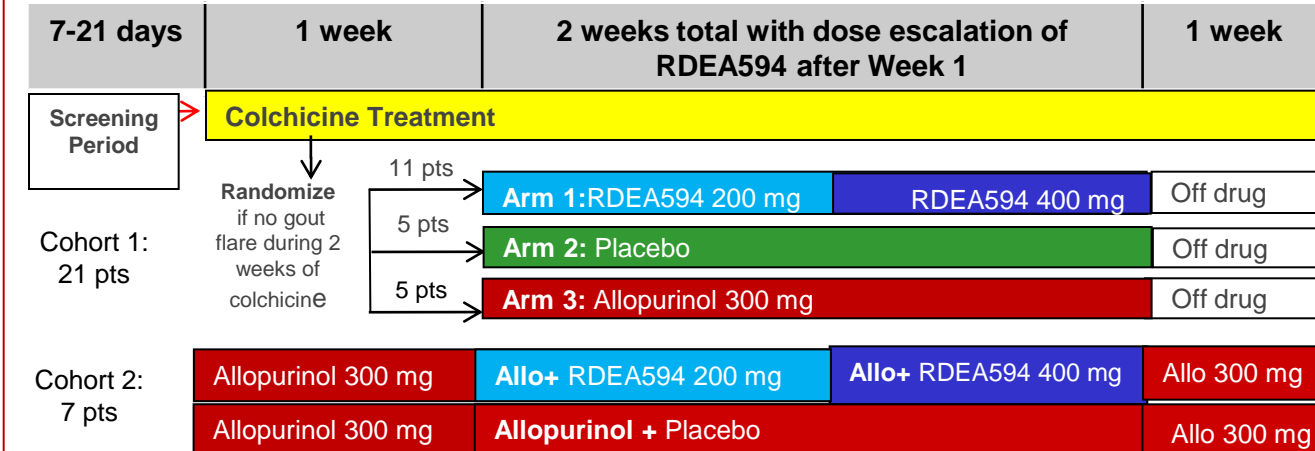 7-21 days
1 week
2 weeks total with dose escalation of
RDEA594 after Week 1
1 week
Screening
Period
Colchicine Treatment
Randomize
if no gout
flare during 2
weeks of
colchicine
Cohort 1:
21 pts
11 pts
Arm 1:RDEA594 200 mg
RDEA594 400 mg
Off drug
5 pts
Arm 2: Placebo
Off drug
5 pts
Arm 3: Allopurinol 300 mg
Off drug
Cohort 2:
7 pts
Allopurinol 300 mg
Allo+ RDEA594 200 mg
Allo+ RDEA594 400 mg
Allo 300 mg
Allopurinol 300 mg
Allopurinol + Placebo
Allo 300 mg